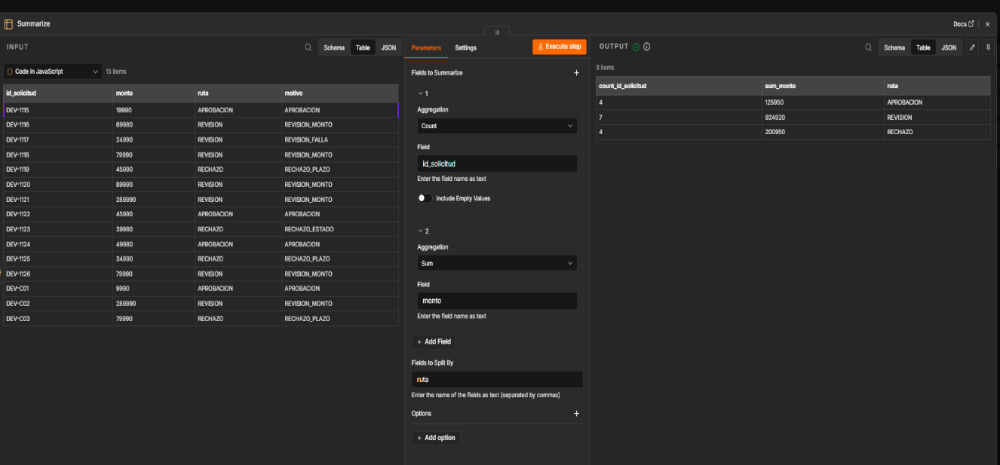 Summarize
Docs
INPUT
Schema Table JSON
Code in JavaScript 15 items
id_solicitud monto ruta motivo
DEV-1115 19990 APROBACION APROBACION
DEV-1116 69980 REVISION REVISION_MONTO
DEV-1117 24990 REVISION REVISION_FALLA
DEV-1118 79990 REVISION REVISION_MONTO
DEV-1119 45990 RECHAZO RECHAZO_PLAZO
DEV-1120 89990 REVISION REVISION_MONTO
DEV-1121 289990 REVISION REVISION_MONTO
DEV-1122 45990 APROBACION APROBACION
DEV-1123 39980 RECHAZO RECHAZO_ESTADO
DEV-1124 49980 APROBACION APROBACION
DEV-1125 34990 RECHAZO RECHAZO_PLAZO
DEV-1126 79990 REVISION REVISION_MONTO
DEV-C01 9990 APROBACION APROBACION
DEV-C02 289990 REVISION REVISION_MONTO
DEV-C03 79990 RECHAZO RECHAZO_PLAZO
Parameters Settings Execute step
Fields to Summarize
1
Aggregation
Count
Field
id_solicitud
Enter the field name as text
Include Empty Values
2
Aggregation
Sum
Field
monto
Enter the field name as text
+ Add Field
Fields to Split By
ruta
Enter the name of the fields as text (separated by commas)
Options
+ Add option
OUTPUT
Schema Table JSON
3 items
count_id_solicitud sum_monto ruta
4 125950 APROBACION
7 924920 REVISION
4 200950 RECHAZO